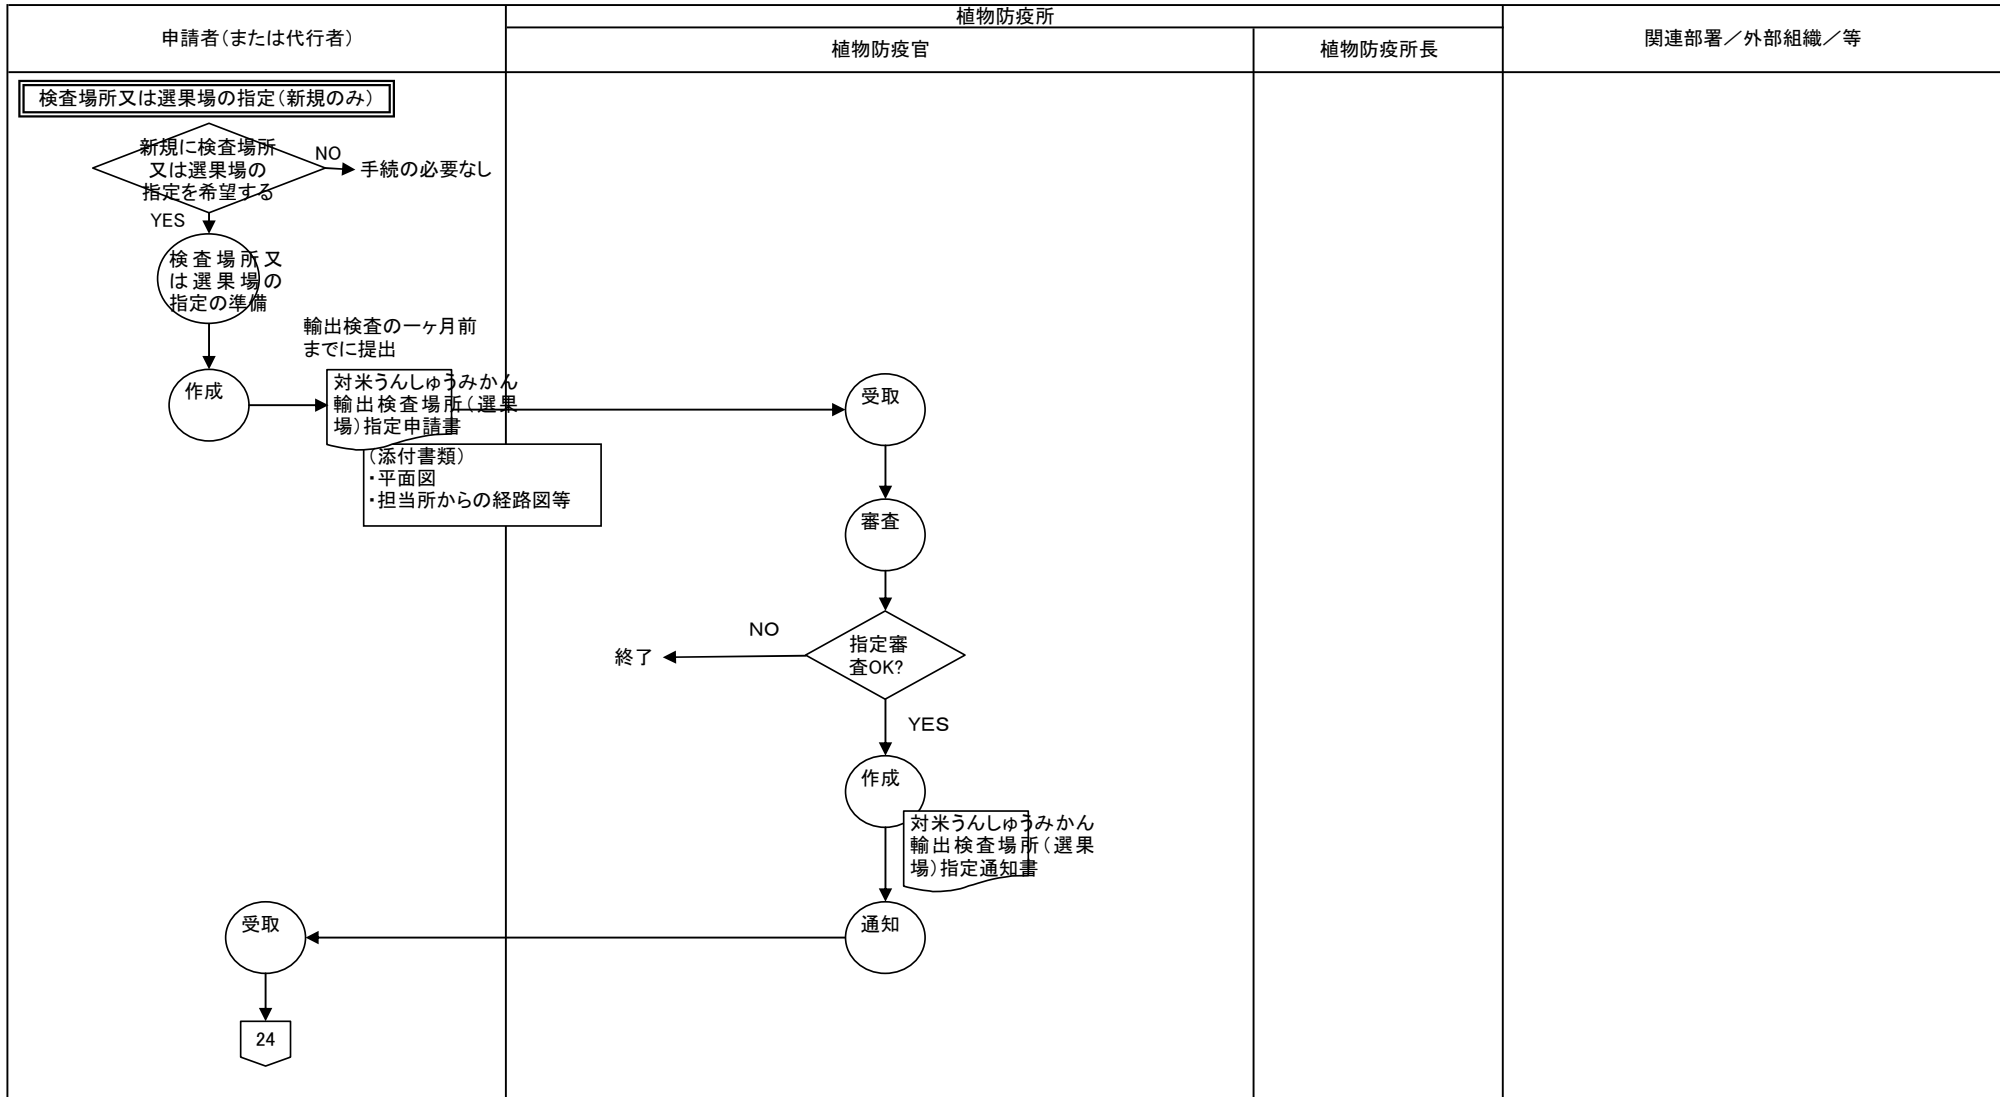 植物防疫所
申請者（または代行者）
植物防疫官
植物防疫所長
関連部署／外部組織／等
検査場所又は選果場の指定（新規のみ）
新規に検査場所
又は選果場の
指定を希望する
NO
手続の必要なし
YES
検査場所又
は選果場の
指定の準備
輸出検査の一ヶ月前
までに提出
作成
対米うんしゅうみかん
輸出検査場所（選果
場）指定申請書
受取
（添付書類）
・平面図
・担当所からの経路図等
審査
NO
指定審
査OK?
終了
YES
作成
対米うんしゅうみかん
輸出検査場所（選果
場）指定通知書
受取
通知
24